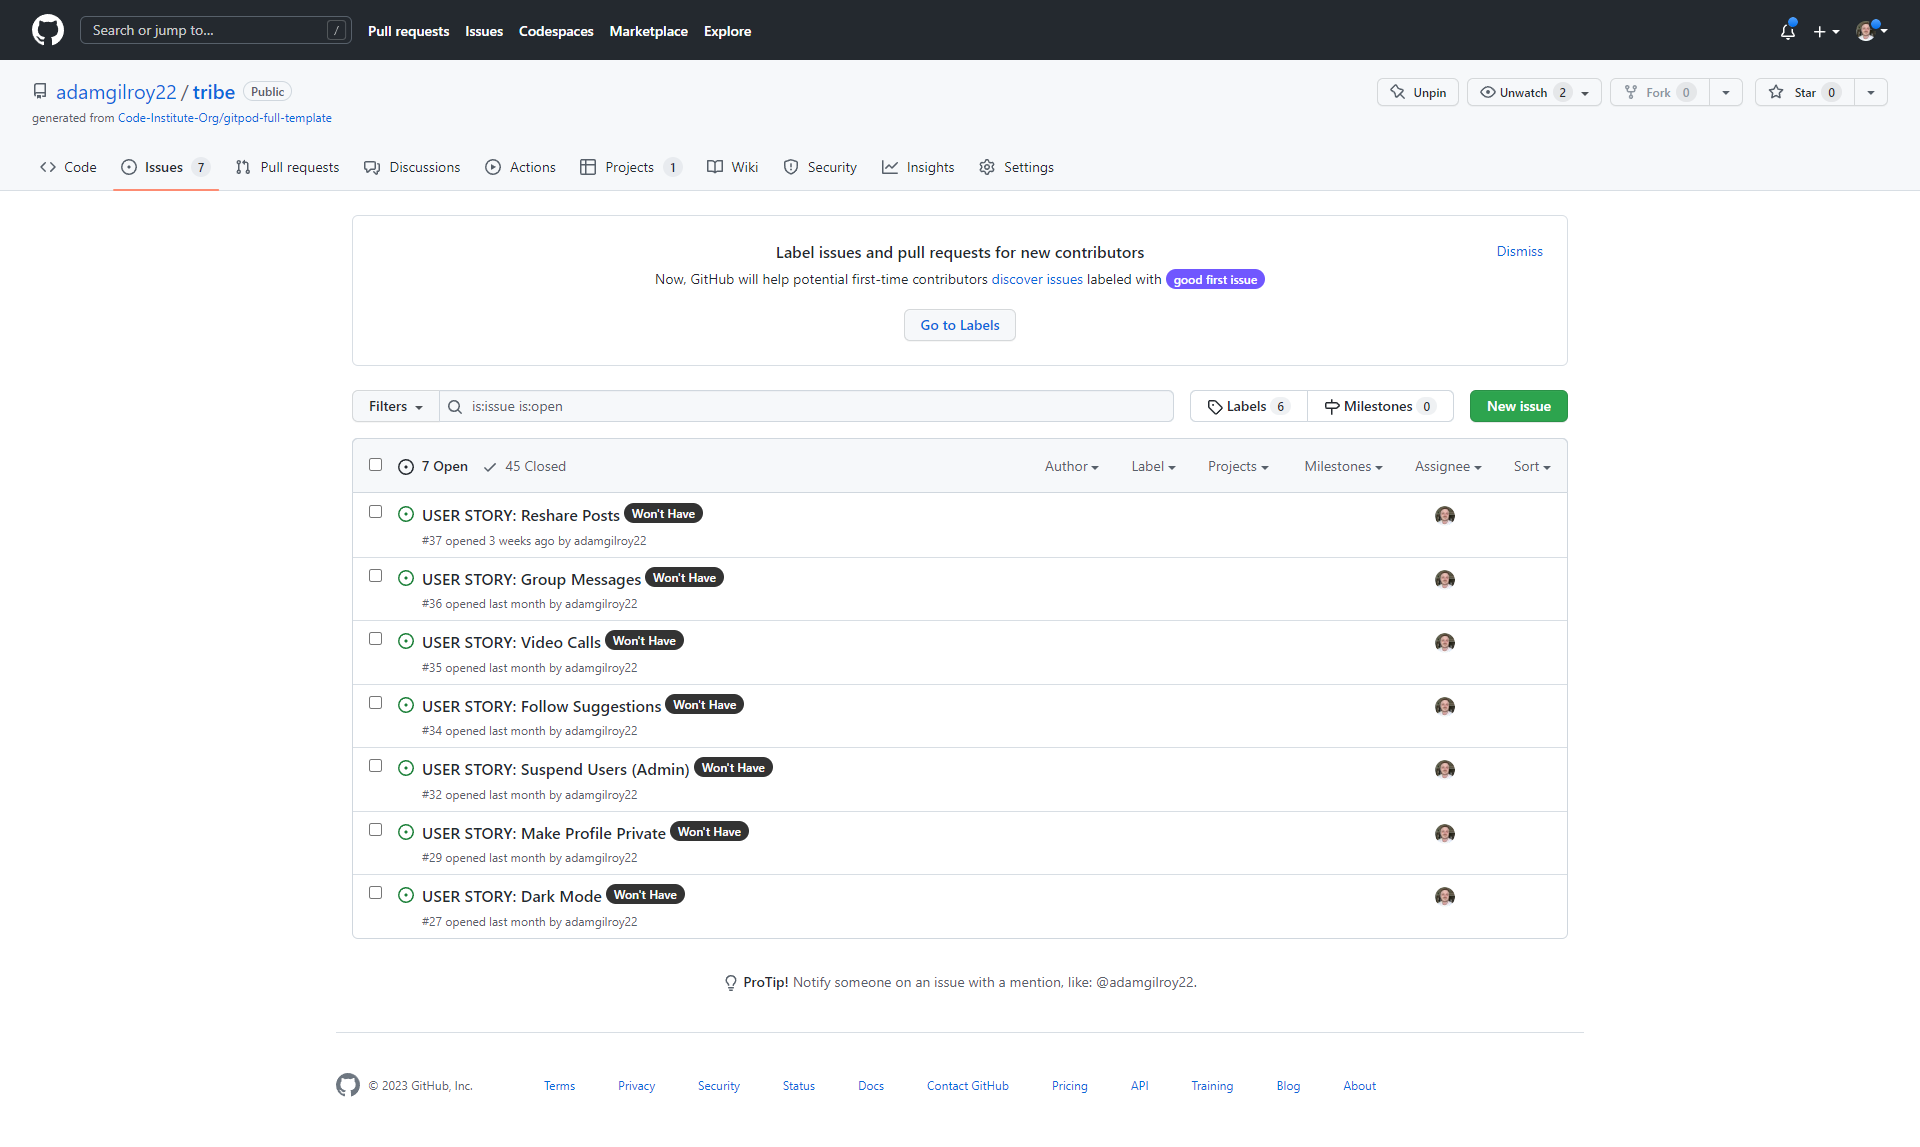 Search or jump to... /
Pull requests Issues Codespaces Marketplace Explore
adamgilroy22 / tribe Public
Unpin Unwatch 2 Fork 0 Star 0
generated from Code-Institute-Org/gitpod-full-template
Code Issues 7 Pull requests Discussions Actions Projects 1 Wiki Security Insights Settings
Label issues and pull requests for new contributors
Dismiss
Now, GitHub will help potential first-time contributors discover issues labeled with good first issue
Go to Labels
Filters is:issue is:open Labels 6 Milestones 0 New issue
7 Open 45 Closed Author Label Projects Milestones Assignee Sort
USER STORY: Reshare Posts Won't Have
#37 opened 3 weeks ago by adamgilroy22
USER STORY: Group Messages Won't Have
#36 opened last month by adamgilroy22
USER STORY: Video Calls Won't Have
#35 opened last month by adamgilroy22
USER STORY: Follow Suggestions Won't Have
#34 opened last month by adamgilroy22
USER STORY: Suspend Users (Admin) Won't Have
#32 opened last month by adamgilroy22
USER STORY: Make Profile Private Won't Have
#29 opened last month by adamgilroy22
USER STORY: Dark Mode Won't Have
#27 opened last month by adamgilroy22
ProTip! Notify someone on an issue with a mention, like: @adamgilroy22.
© 2023 GitHub, Inc. Terms Privacy Security Status Docs Contact GitHub Pricing API Training Blog About